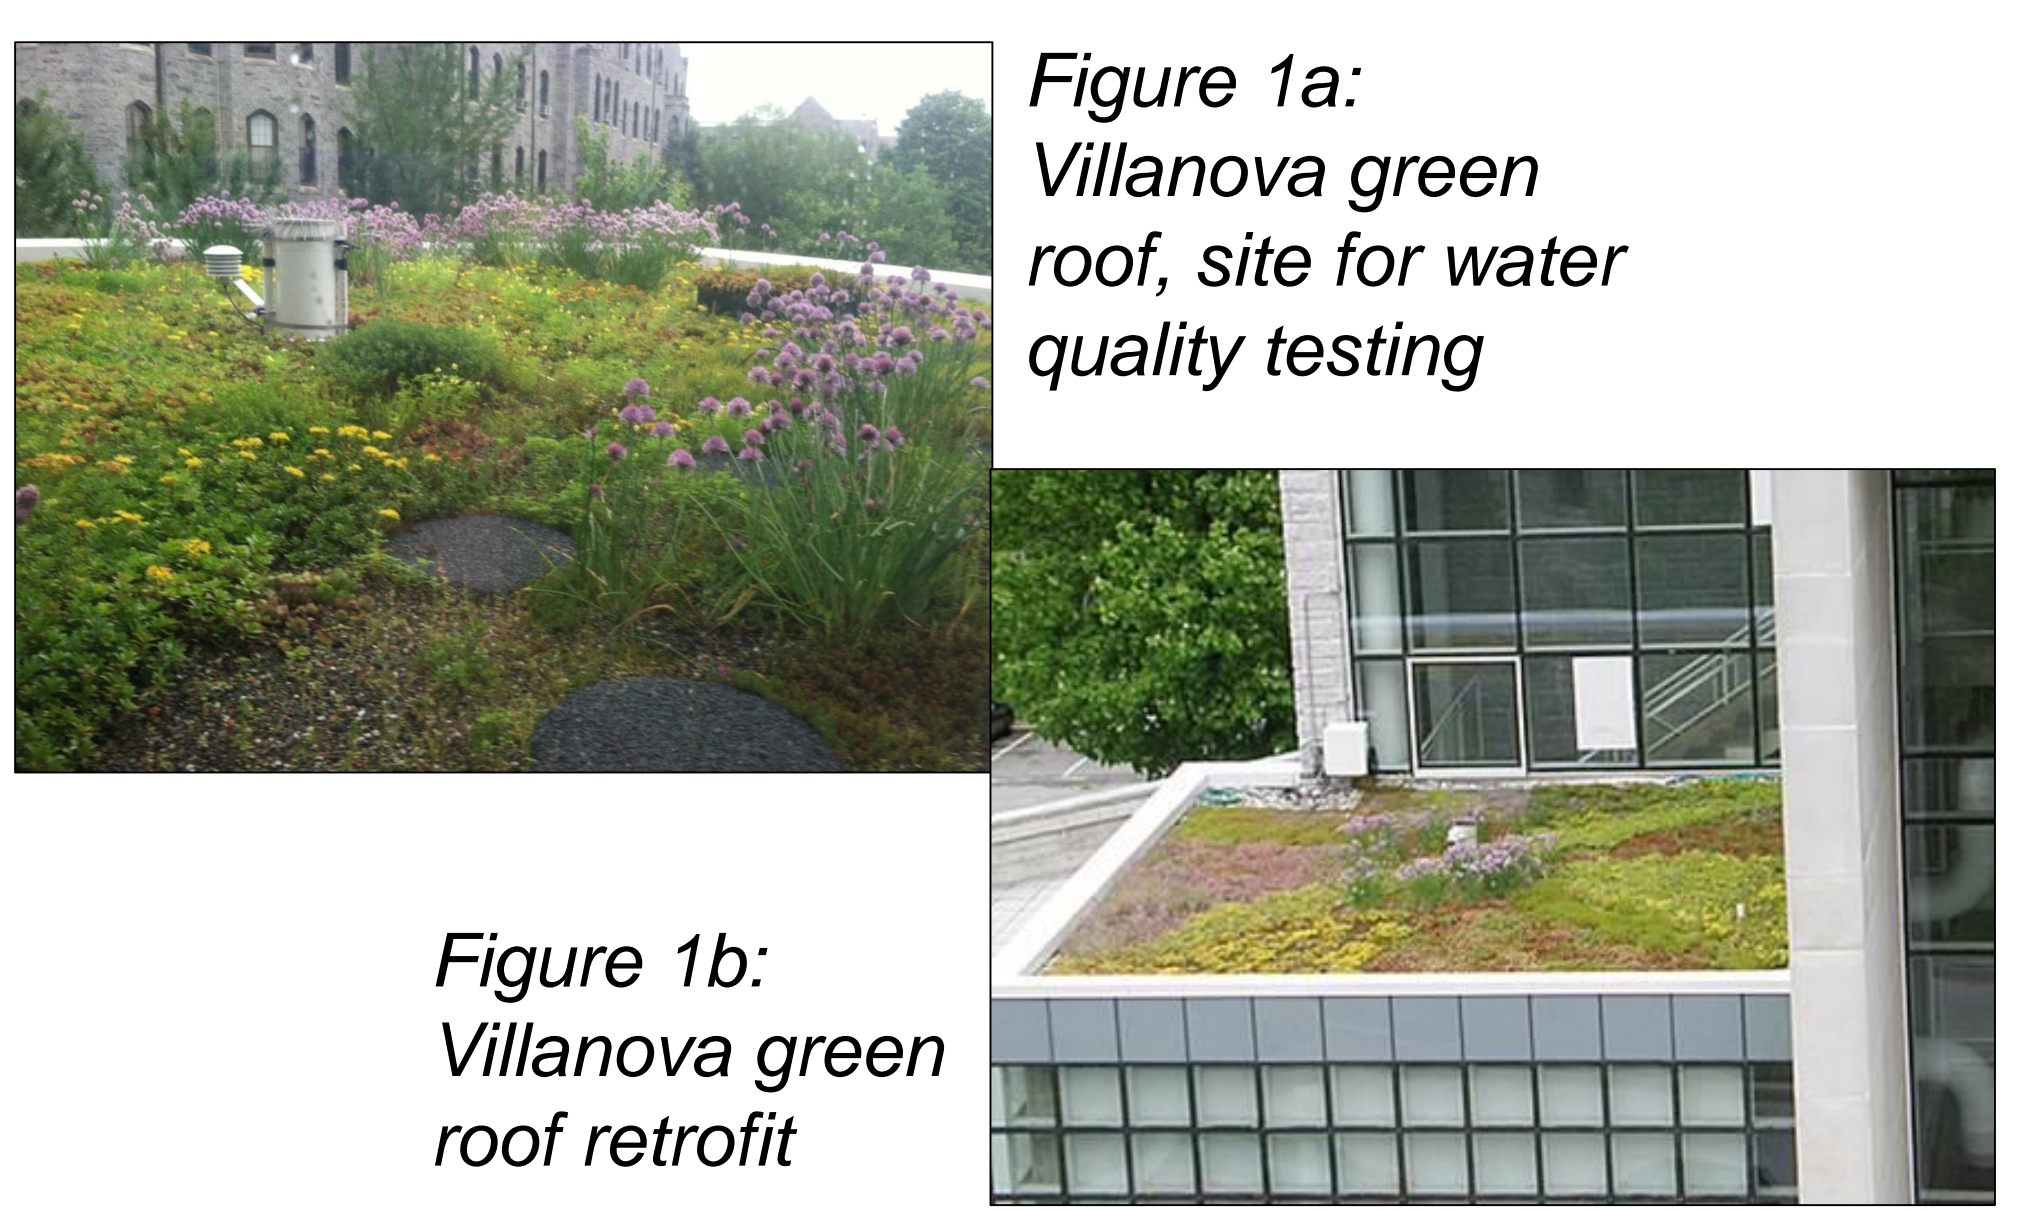 Figure 1a:
Villanova green
roof, site for water
quality testing
Figure 1b:
Villanova green
roof retrofit